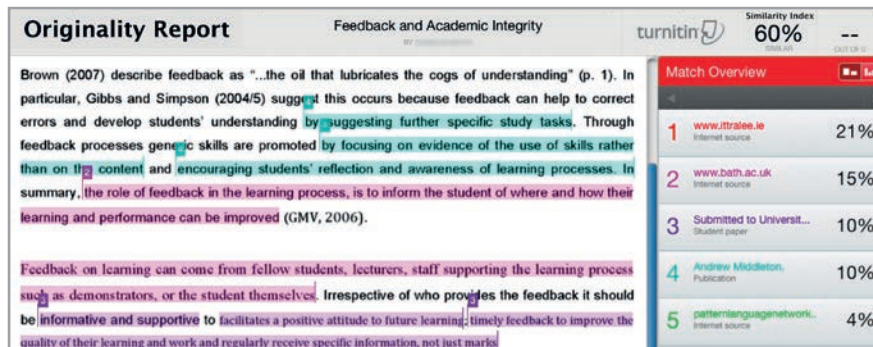 Originality Report
Feedback and Academic Integrity
BY
turnitin
Similarity Index
60%
SIMILAR
--
OUT OF 0
Brown (2007) describe feedback as “...the oil that lubricates the cogs of understanding” (p. 1). In
particular, Gibbs and Simpson (2004/5) suggest this occurs because feedback can help to correct
errors and develop students' understanding by suggesting further specific study tasks. Through
feedback processes generic skills are promoted by focusing on evidence of the use of skills rather
than on the content and encouraging students' reflection and awareness of learning processes. In
summary, the role of feedback in the learning process, is to inform the student of where and how their
learning and performance can be improved (GMV, 2006).
Feedback on learning can come from fellow students, lecturers, staff supporting the learning process
such as demonstrators, or the student themselves. Irrespective of who provides the feedback it should
be informative and supportive to facilitates a positive attitude to future learning; timely feedback to improve the
quality of their learning and work and regularly receive specific information, not just marks
Match Overview
1 www.ittralee.ie 21%
Internet source
2 www.bath.ac.uk 15%
Internet source
3 Submitted to Universit... 10%
Student paper
4 Andrew Middleton. 10%
Publication
5 patternlanguagenetwork.. 4%
Internet source